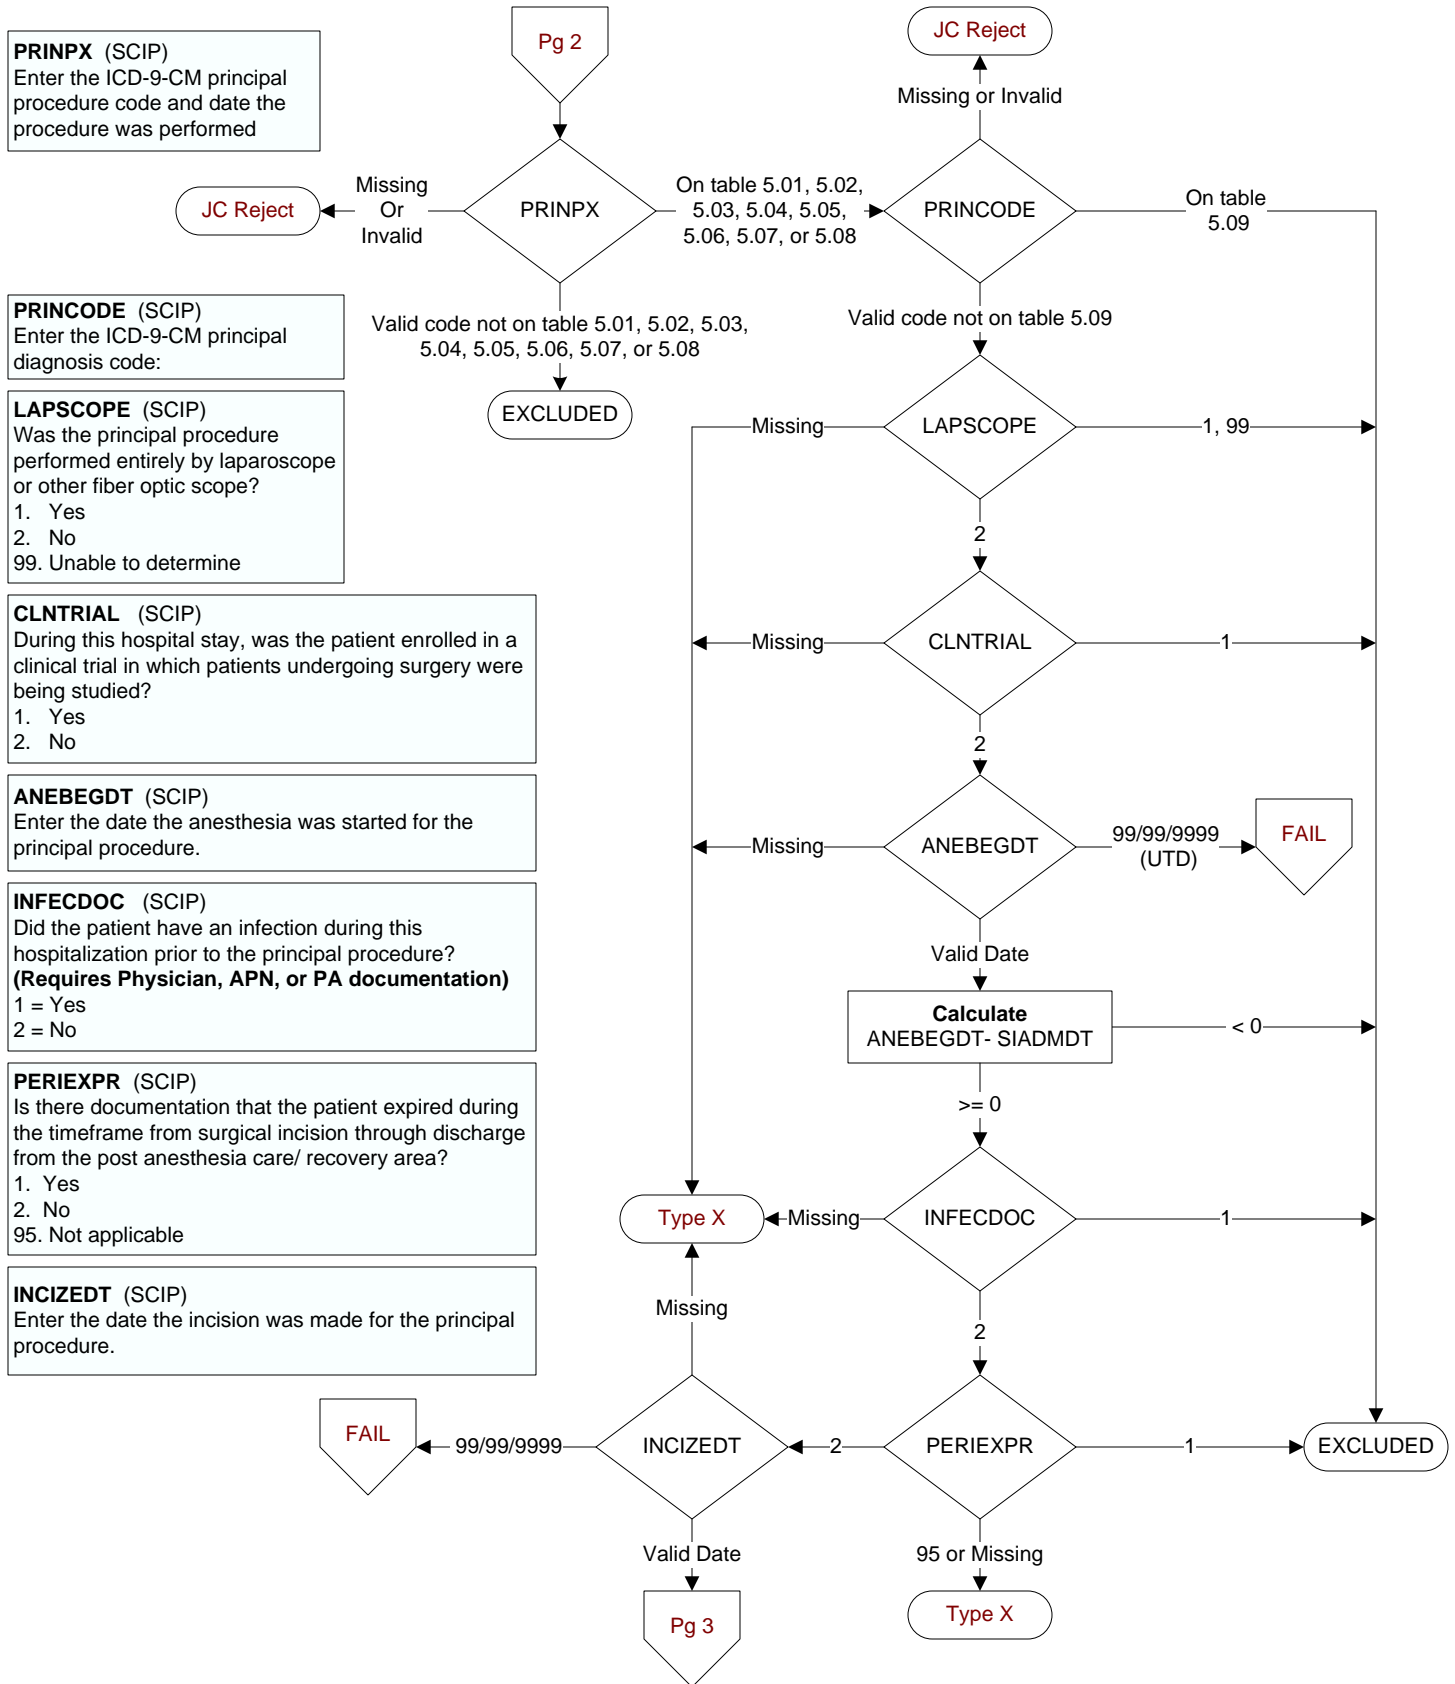 PRINPX (SCIP)
Enter the ICD-9-CM principal
procedure code and date the
procedure was performed
Pg 2
JC Reject
Missing or Invalid
JC Reject
Missing
Or
Invalid
PRINPX
On table 5.01, 5.02,
5.03, 5.04, 5.05,
5.06, 5.07, or 5.08
PRINCODE
On table
5.09
PRINCODE (SCIP)
Enter the ICD-9-CM principal
diagnosis code:
Valid code not on table 5.01, 5.02, 5.03,
5.04, 5.05, 5.06, 5.07, or 5.08
EXCLUDED
Valid code not on table 5.09
LAPSCOPE (SCIP)
Was the principal procedure
performed entirely by laparoscope
or other fiber optic scope?
1. Yes
2. No
99. Unable to determine
Missing
LAPSCOPE
1, 99
2
CLNTRIAL (SCIP)
During this hospital stay, was the patient enrolled in a
clinical trial in which patients undergoing surgery were
being studied?
1. Yes
2. No
Missing
CLNTRIAL
1
2
ANEBEGDT (SCIP)
Enter the date the anesthesia was started for the
principal procedure.
Missing
ANEBEGDT
99/99/9999
(UTD)
FAIL
Valid Date
INFECDOC (SCIP)
Did the patient have an infection during this
hospitalization prior to the principal procedure?
(Requires Physician, APN, or PA documentation)
1 = Yes
2 = No
Calculate
ANEBEGDT- SIADMDT
< 0
>= 0
PERIEXPR (SCIP)
Is there documentation that the patient expired during
the timeframe from surgical incision through discharge
from the post anesthesia care/ recovery area?
1. Yes
2. No
95. Not applicable
Type X
Missing
INFECDOC
1
2
INCIZEDT (SCIP)
Enter the date the incision was made for the principal
procedure.
Missing
FAIL
99/99/9999
INCIZEDT
2
PERIEXPR
1
EXCLUDED
Valid Date
95 or Missing
Pg 3
Type X